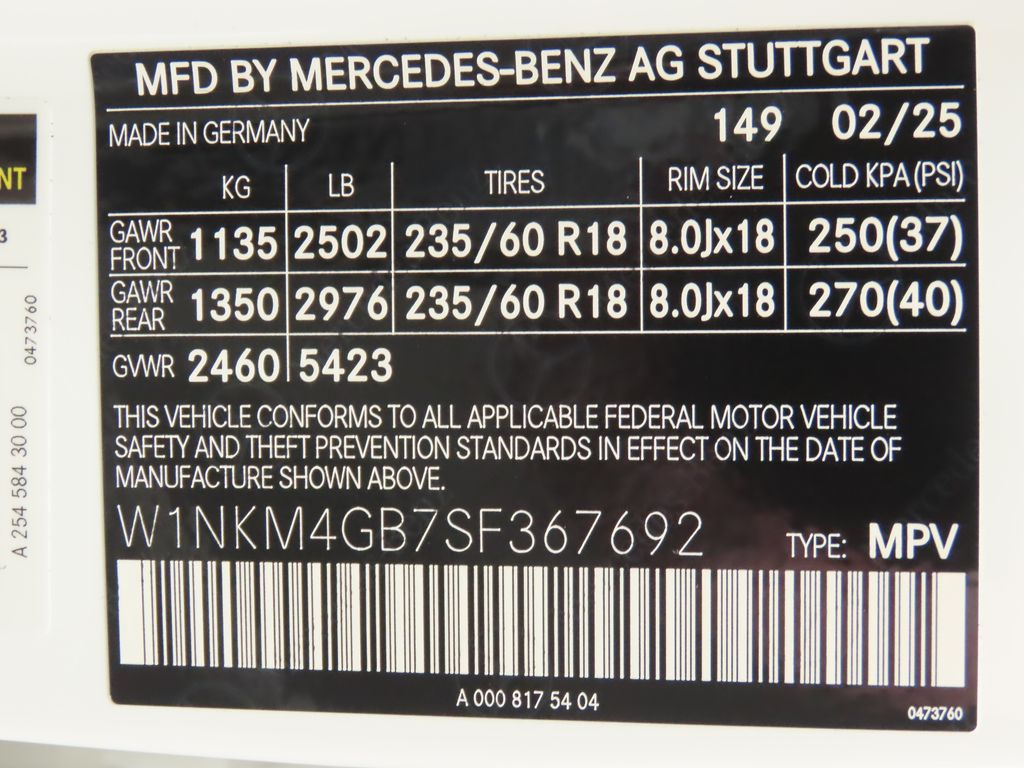 MFD BY MERCEDES-BENZ AG STUTTGART
MADE IN GERMANY 149 02/25
KG LB TIRES RIM SIZE COLD KPA (PSI)
GAWR FRONT 1135 2502 235/60 R18 8.0Jx18 250(37)
GAWR REAR 1350 2976 235/60 R18 8.0Jx18 270(40)
GVWR 2460 5423
THIS VEHICLE CONFORMS TO ALL APPLICABLE FEDERAL MOTOR VEHICLE
SAFETY AND THEFT PREVENTION STANDARDS IN EFFECT ON THE DATE OF
MANUFACTURE SHOWN ABOVE.
W1NKM4GB7SF367692 TYPE: MPV
A 000 817 54 04
0473760
NT
3
0473760
A 254 584 30 00